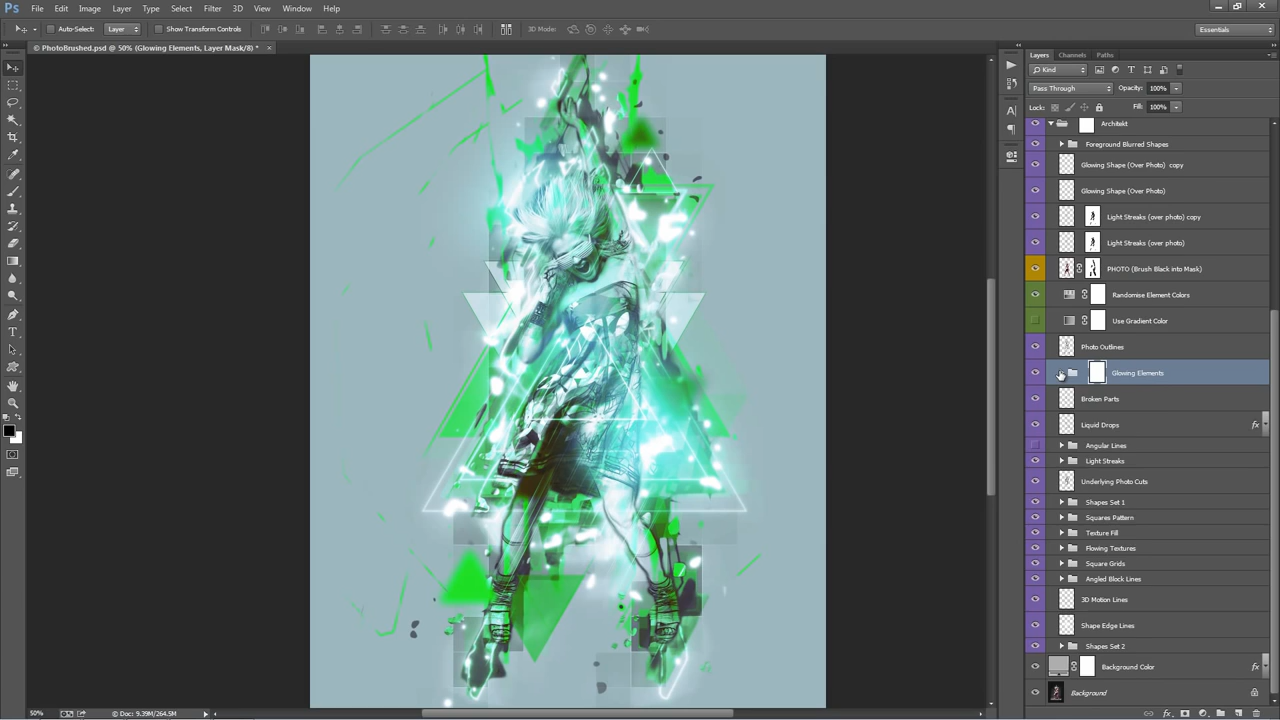 Ps File Edit Image Layer Type Select Filter 3D View Window Help
Auto-Select: Layer Show Transform Controls 3D Mode: Essentials
© PhotoBrushed.psd @ 50% (Glowing Elements, Layer Mask/8) * ×
Layers Channels Paths
Kind
Pass Through Opacity: 100%
Lock: Fill: 100%
Architekt
Foreground Blurred Shapes
Glowing Shape (Over Photo) copy
Glowing Shape (Over Photo)
Light Streaks (over photo) copy
Light Streaks (over photo)
PHOTO (Brush Black into Mask)
Randomise Element Colors
Use Gradient Color
Photo Outlines
Glowing Elements
Broken Parts
Liquid Drops fx
Angular Lines
Light Streaks
Underlying Photo Cuts
Shapes Set 1
Squares Pattern
Texture Fill
Flowing Textures
Square Grids
Angled Block Lines
3D Motion Lines
Shape Edge Lines
Shapes Set 2
Background Color fx
Background
50% © Doc: 9.39M/264.5M fx